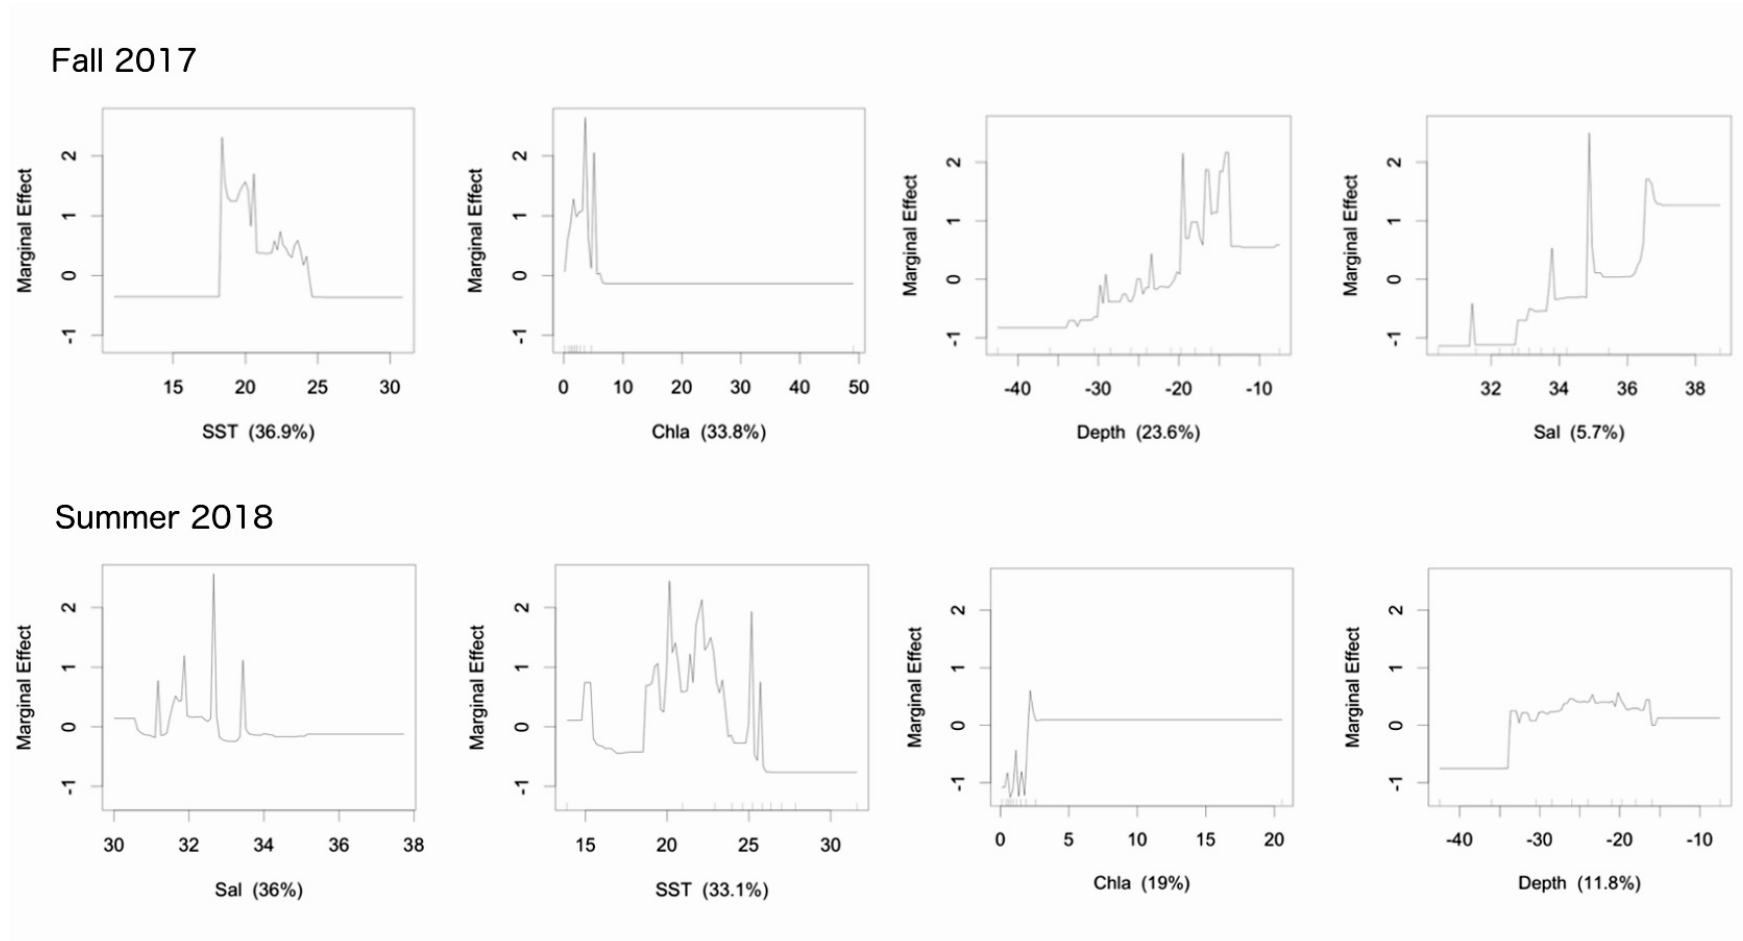 Fall 2017
Marginal Effect
2
1
0
-1
15 20 25 30
SST (36.9%)
Marginal Effect
2
1
0
-1
0 10 20 30 40 50
Chla (33.8%)
Marginal Effect
2
1
0
-1
-40 -30 -20 -10
Depth (23.6%)
Marginal Effect
2
1
0
-1
32 34 36 38
Sal (5.7%)
Summer 2018
Marginal Effect
2
1
0
-1
30 32 34 36 38
Sal (36%)
Marginal Effect
2
1
0
-1
15 20 25 30
SST (33.1%)
Marginal Effect
2
1
0
-1
0 5 10 15 20
Chla (19%)
Marginal Effect
2
1
0
-1
-40 -30 -20 -10
Depth (11.8%)